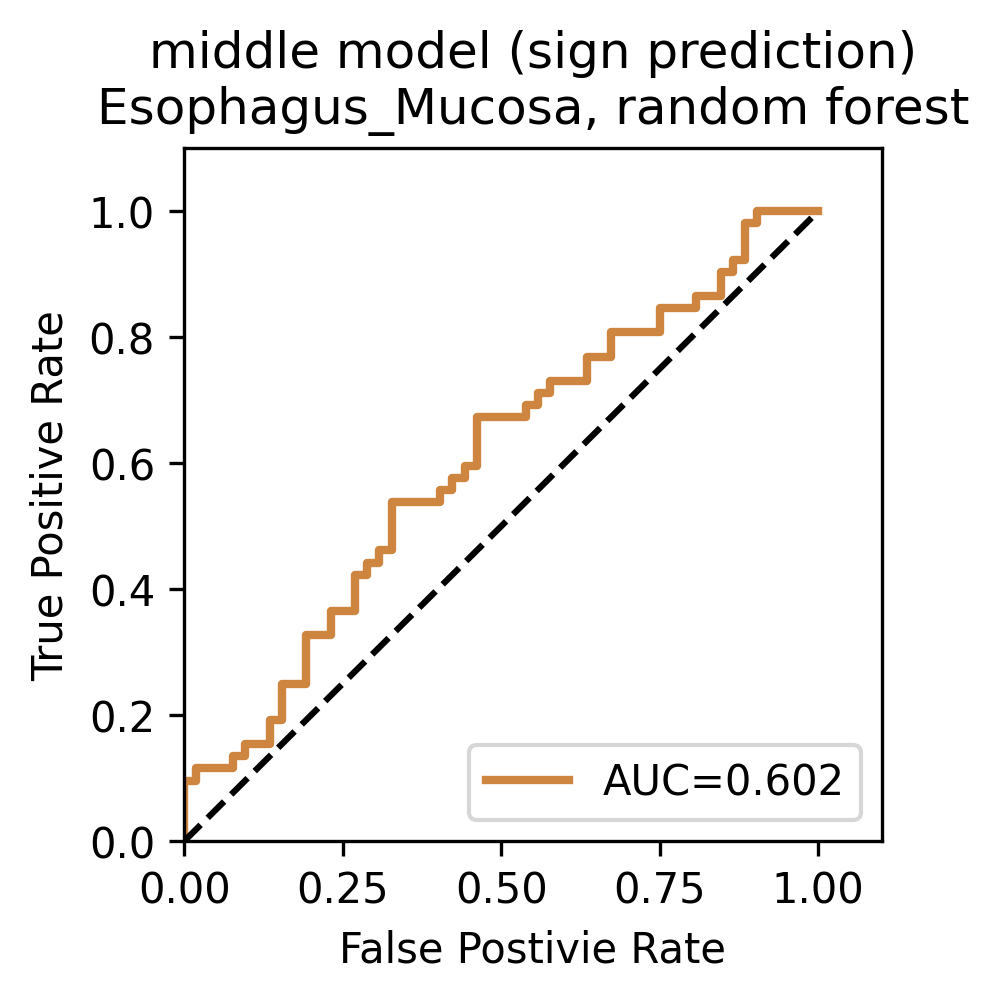 middle model (sign prediction)
Esophagus_Mucosa, random forest
True Positive Rate
1.0
0.8
0.6
0.4
0.2
0.0
AUC=0.602
0.00 0.25 0.50 0.75 1.00
False Postivie Rate